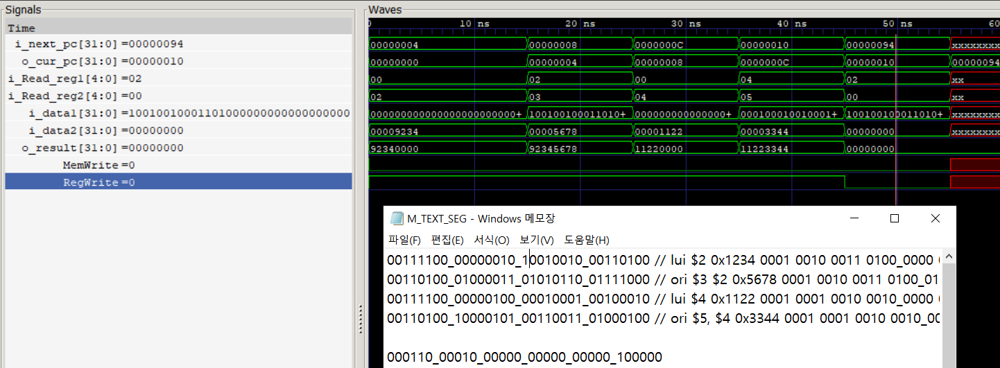 Signals
Waves
Time
0 10 ns 20 ns 30 ns 40 ns 50 ns 60
i_next_pc[31:0] =00000094
00000004 00000008 0000000C 00000010 00000094 xxxxxxxx
o_cur_pc[31:0] =00000010
00000000 00000004 00000008 0000000C 00000010 00000094
i_Read_reg1[4:0] =02
00 02 00 04 02 xx
i_Read_reg2[4:0] =00
02 03 04 05 00 xx
i_data1[31:0] =10010010001101000000000000000000
0000000000000000000000+ 100100100011010+ 000000000000000+ 000100010010001+ 100100100011010+ xxxxxxxx
i_data2[31:0] =00000000
00009234 00005678 00001122 00003344 00000000 xxxxxxxx
o_result[31:0] =00000000
92340000 92345678 11220000 11223344 00000000
MemWrite =0
RegWrite =0
M_TEXT_SEG - Windows 메모장
파일(F) 편집(E) 서식(O) 보기(V) 도움말(H)
00111100_00000010_10010010_00110100 // lui $2 0x1234 0001 0010 0011 0100_0000
00110100_01000011_01010110_01111000 // ori $3 $2 0x5678 0001 0010 0011 0100_01
00111100_00000100_00010001_00100010 // lui $4 0x1122 0001 0001 0010 0010_0000
00110100_10000101_00110011_01000100 // ori $5, $4 0x3344 0001 0001 0010 0010_00
000110_00010_00000_00000_00000_100000